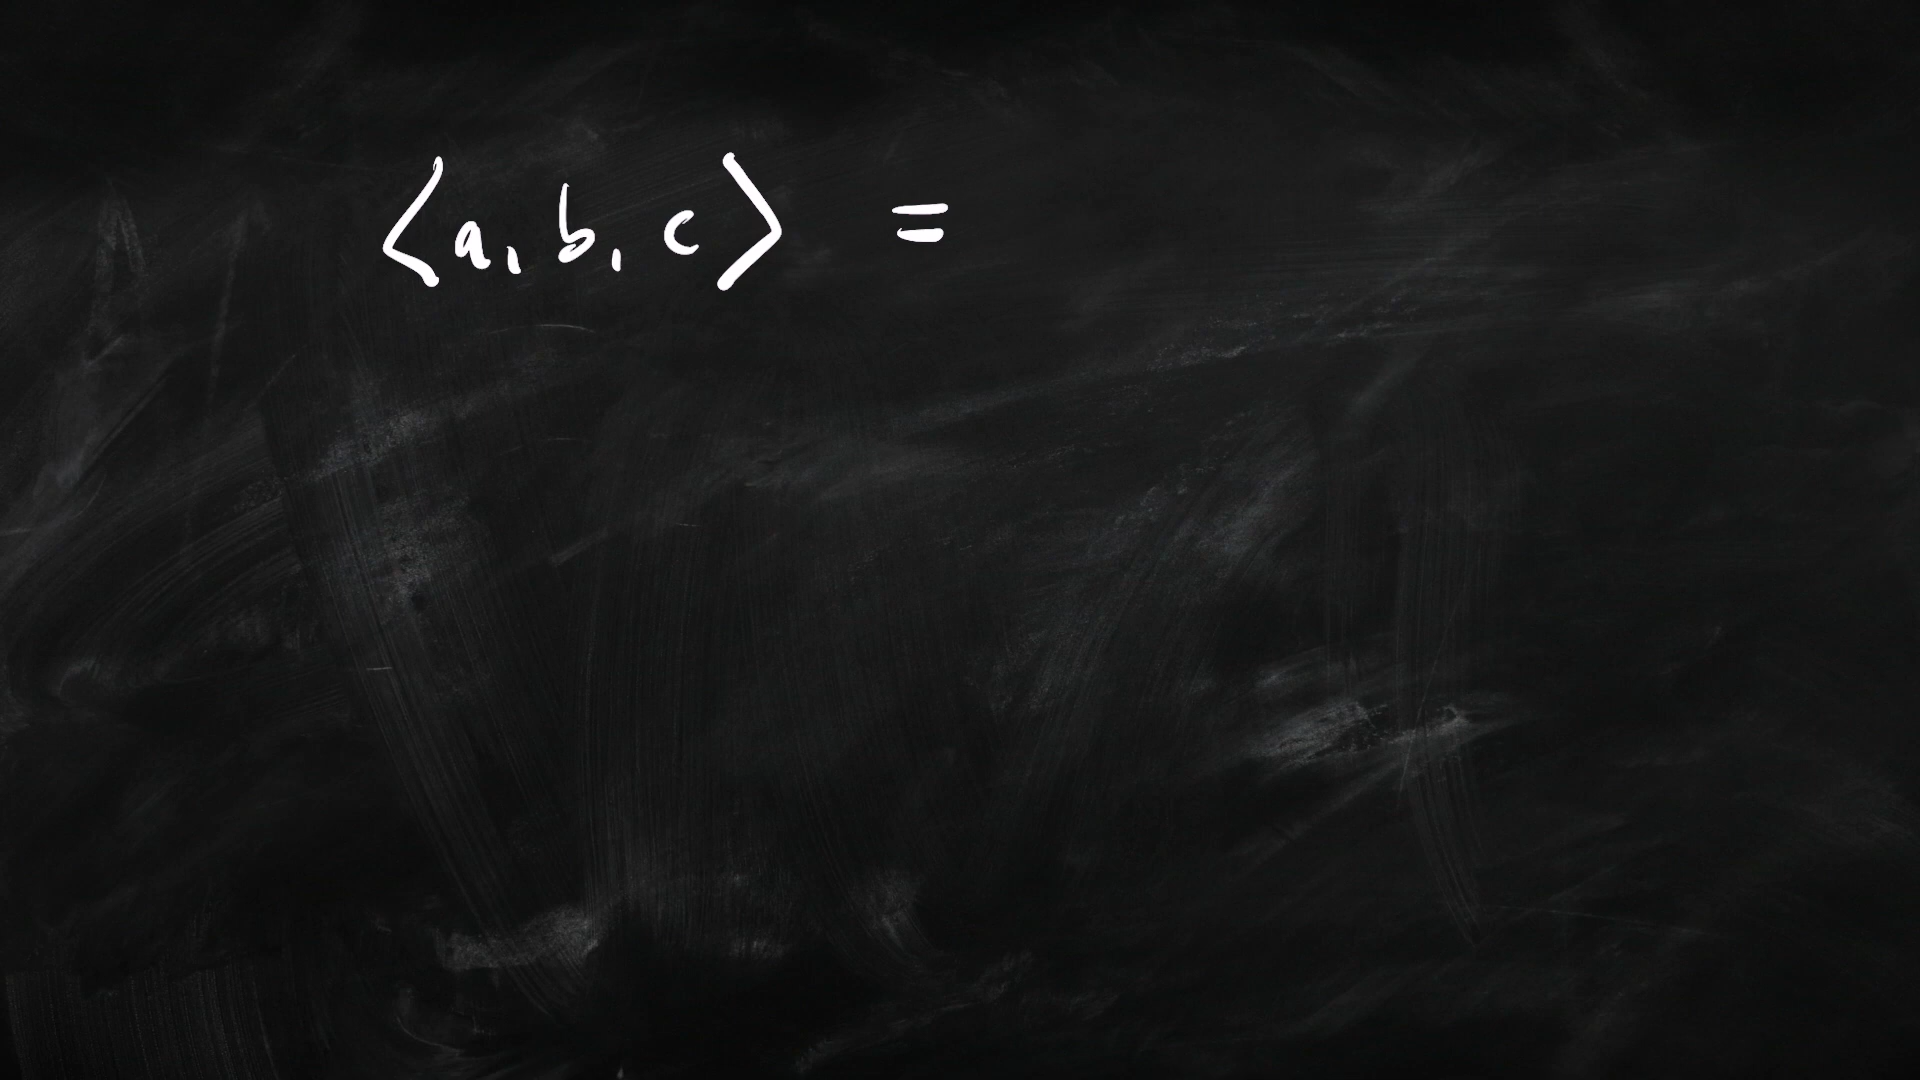 ⟨a, b, c⟩ =